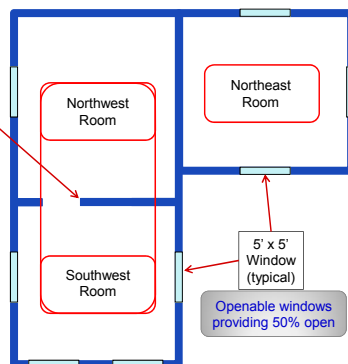 Northwest
Room
Northeast
Room
5' x 5'
Window
(typical)
Southwest
Room
Openable windows
providing 50% open